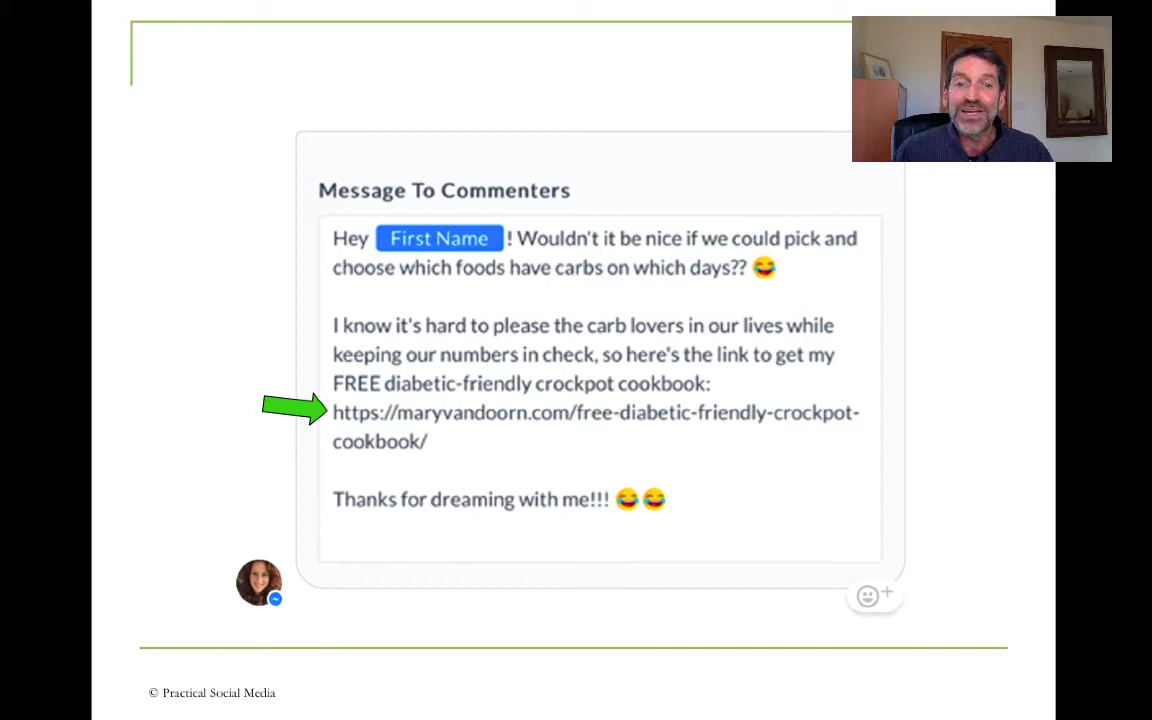 Message To Commenters
Hey First Name ! Wouldn't it be nice if we could pick and
choose which foods have carbs on which days?? 😂
I know it's hard to please the carb lovers in our lives while
keeping our numbers in check, so here's the link to get my
FREE diabetic-friendly crockpot cookbook:
https://maryvandoorn.com/free-diabetic-friendly-crockpot-
cookbook/
Thanks for dreaming with me!!! 😂😂
© Practical Social Media